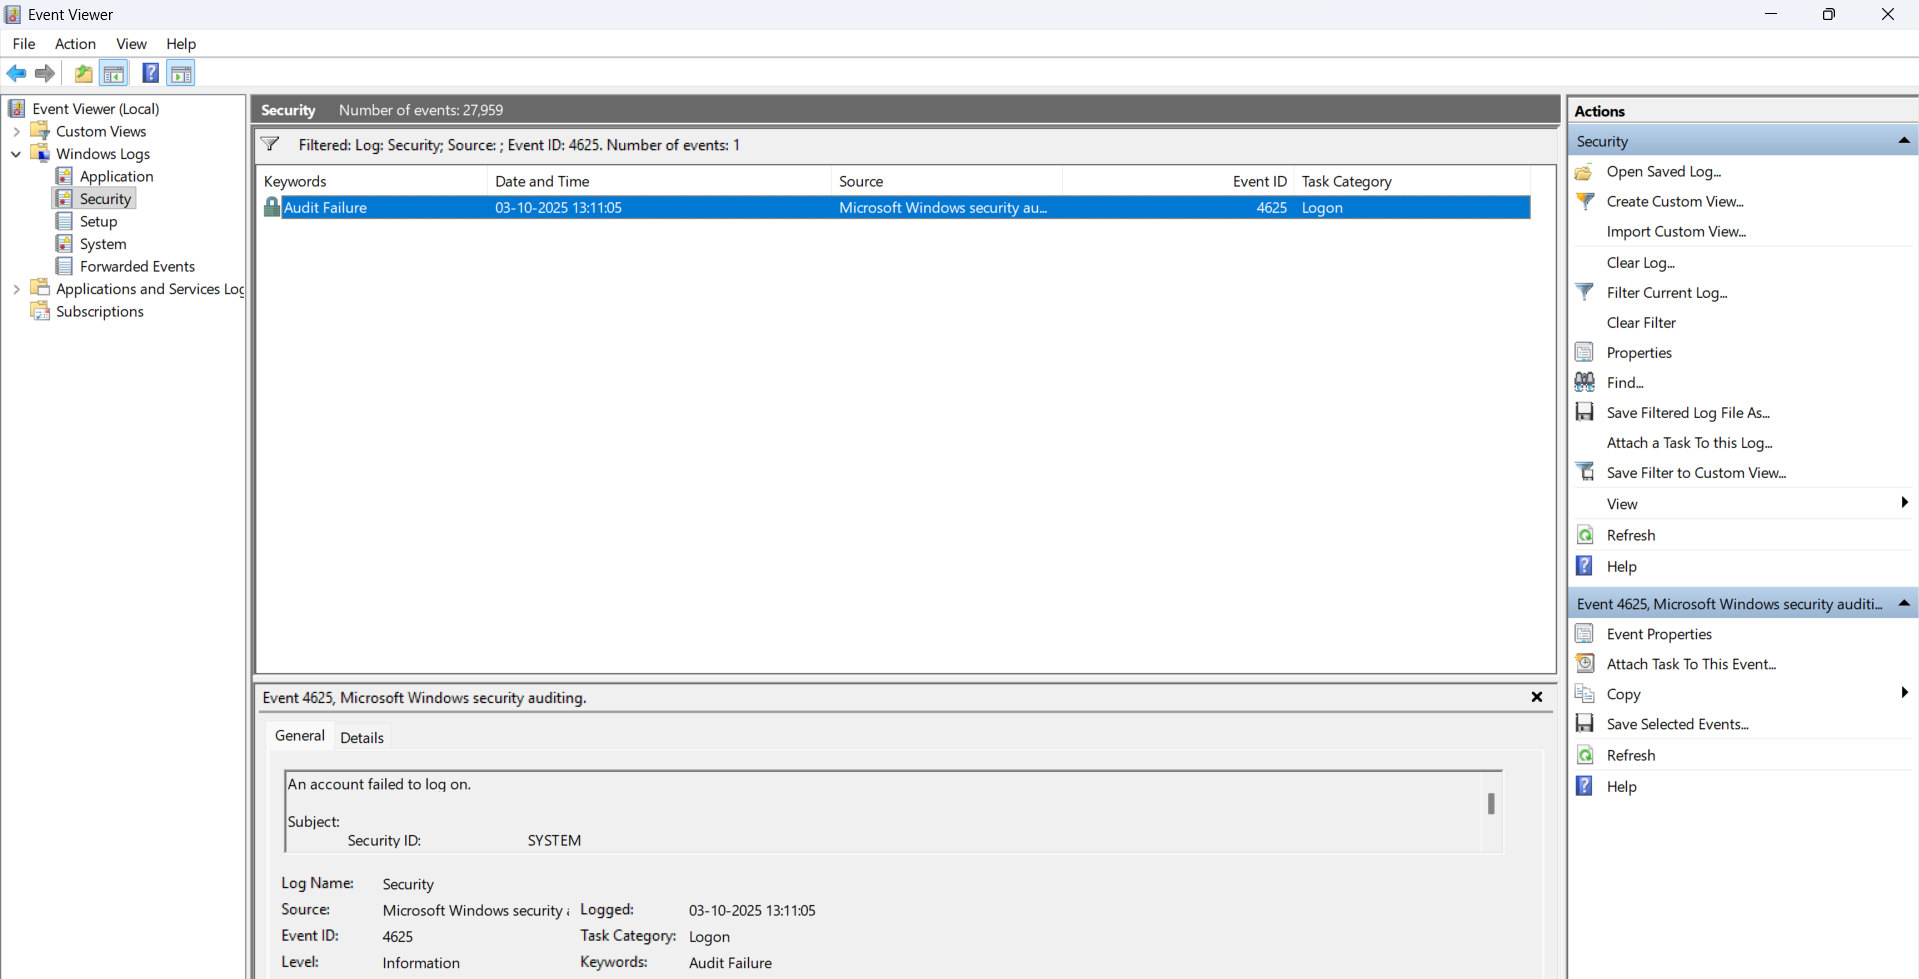 Event Viewer
File Action View Help
Event Viewer (Local)
Custom Views
Windows Logs
Application
Security
Setup
System
Forwarded Events
Applications and Services Log
Subscriptions
Security Number of events: 27,959
Filtered: Log: Security; Source: ; Event ID: 4625. Number of events: 1
Keywords Date and Time Source Event ID Task Category
Audit Failure 03-10-2025 13:11:05 Microsoft Windows security au... 4625 Logon
Event 4625, Microsoft Windows security auditing.
General Details
An account failed to log on.
Subject:
Security ID: SYSTEM
Log Name: Security
Source: Microsoft Windows security Logged: 03-10-2025 13:11:05
Event ID: 4625 Task Category: Logon
Level: Information Keywords: Audit Failure
Actions
Security
Open Saved Log...
Create Custom View...
Import Custom View...
Clear Log...
Filter Current Log...
Clear Filter
Properties
Find...
Save Filtered Log File As...
Attach a Task To this Log...
Save Filter to Custom View...
View
Refresh
Help
Event 4625, Microsoft Windows security auditi...
Event Properties
Attach Task To This Event...
Copy
Save Selected Events...
Refresh
Help